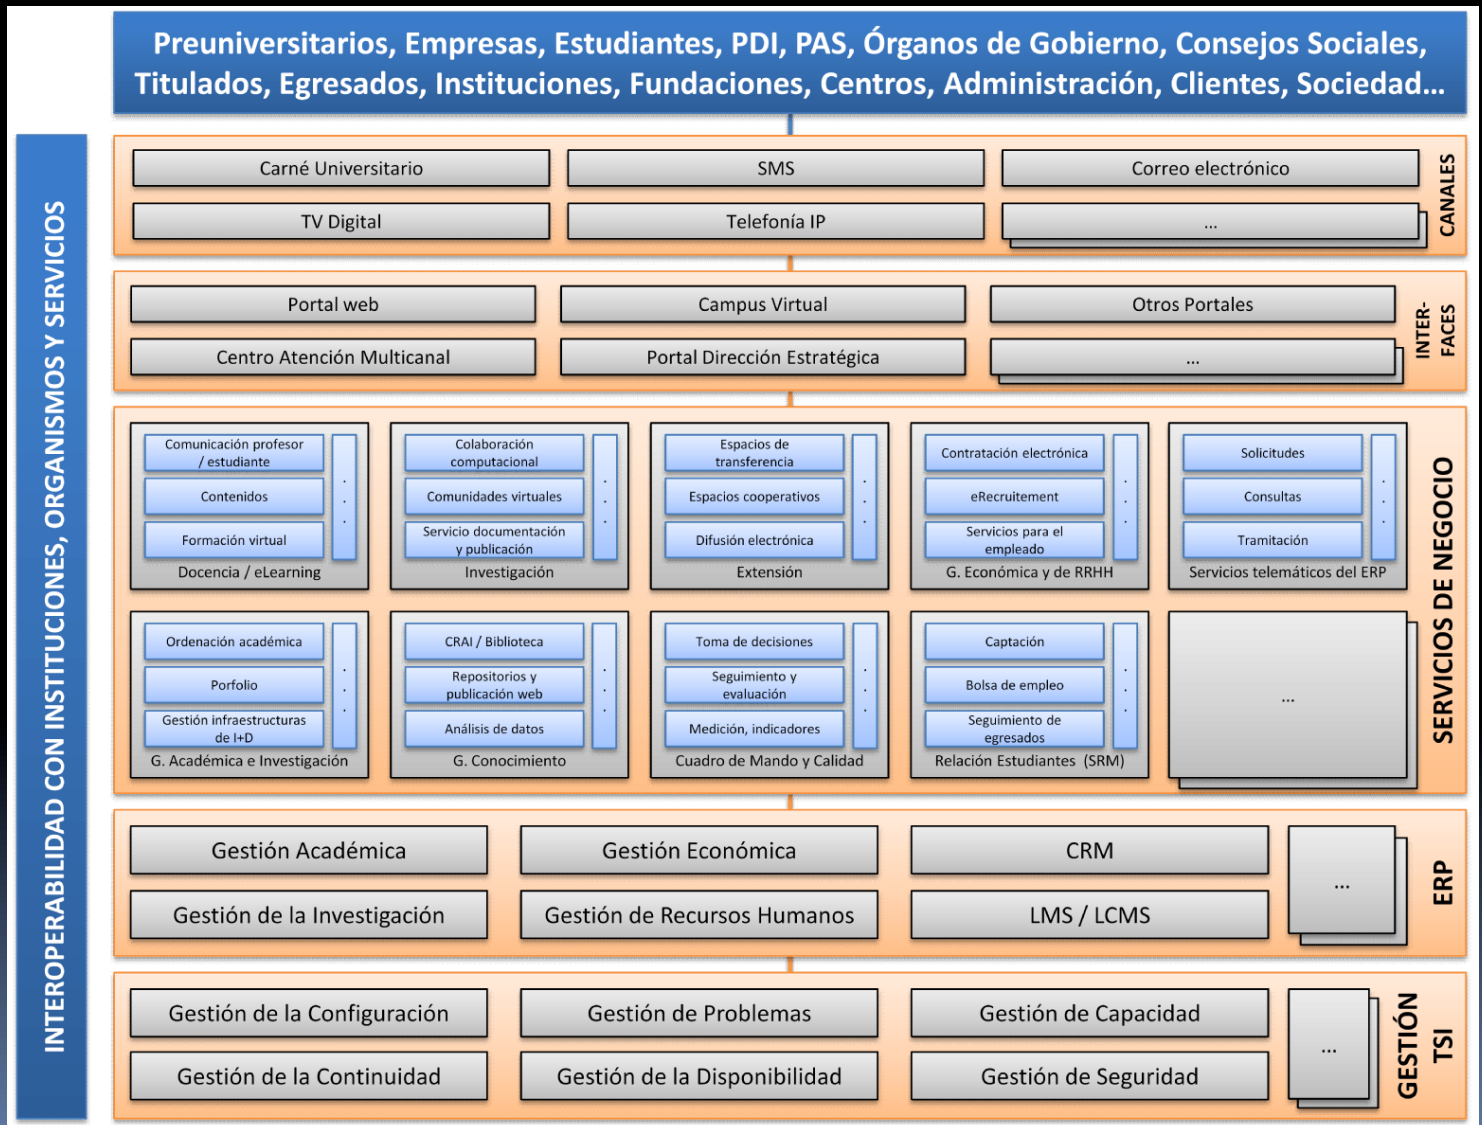 Preuniversitarios, Empresas, Estudiantes, PDI, PAS, Órganos de Gobierno, Consejos Sociales,
Titulados, Egresados, Instituciones, Fundaciones, Centros, Administración, Clientes, Sociedad...
INTEROPERABILIDAD CON INSTITUCIONES, ORGANISMOS Y SERVICIOS
Carné Universitario
SMS
Correo electrónico
TV Digital
Telefonía IP
...
CANALES
Portal web
Campus Virtual
Otros Portales
Centro Atención Multicanal
Portal Dirección Estratégica
...
INTER-
FACES
Comunicación profesor
/ estudiante
Contenidos
Formación virtual
...
Docencia / eLearning
Colaboración
computacional
Comunidades virtuales
Servicio documentación
y publicación
...
Investigación
Espacios de
transferencia
Espacios cooperativos
Difusión electrónica
...
Extensión
Contratación electrónica
eRecruitement
Servicios para el
empleado
...
G. Económica y de RRHH
Solicitudes
Consultas
Tramitación
...
Servicios telemáticos del ERP
Ordenación académica
Porfolio
Gestión infraestructuras
de I+D
...
G. Académica e Investigación
CRAI / Biblioteca
Repositorios y
publicación web
Análisis de datos
...
G. Conocimiento
Toma de decisiones
Seguimiento y
evaluación
Medición, indicadores
...
Cuadro de Mando y Calidad
Captación
Bolsa de empleo
Seguimiento de
egresados
...
Relación Estudiantes (SRM)
...
SERVICIOS DE NEGOCIO
Gestión Académica
Gestión Económica
CRM
Gestión de la Investigación
Gestión de Recursos Humanos
LMS / LCMS
...
ERP
Gestión de la Configuración
Gestión de Problemas
Gestión de Capacidad
Gestión de la Continuidad
Gestión de la Disponibilidad
Gestión de Seguridad
...
GESTIÓN
TSI